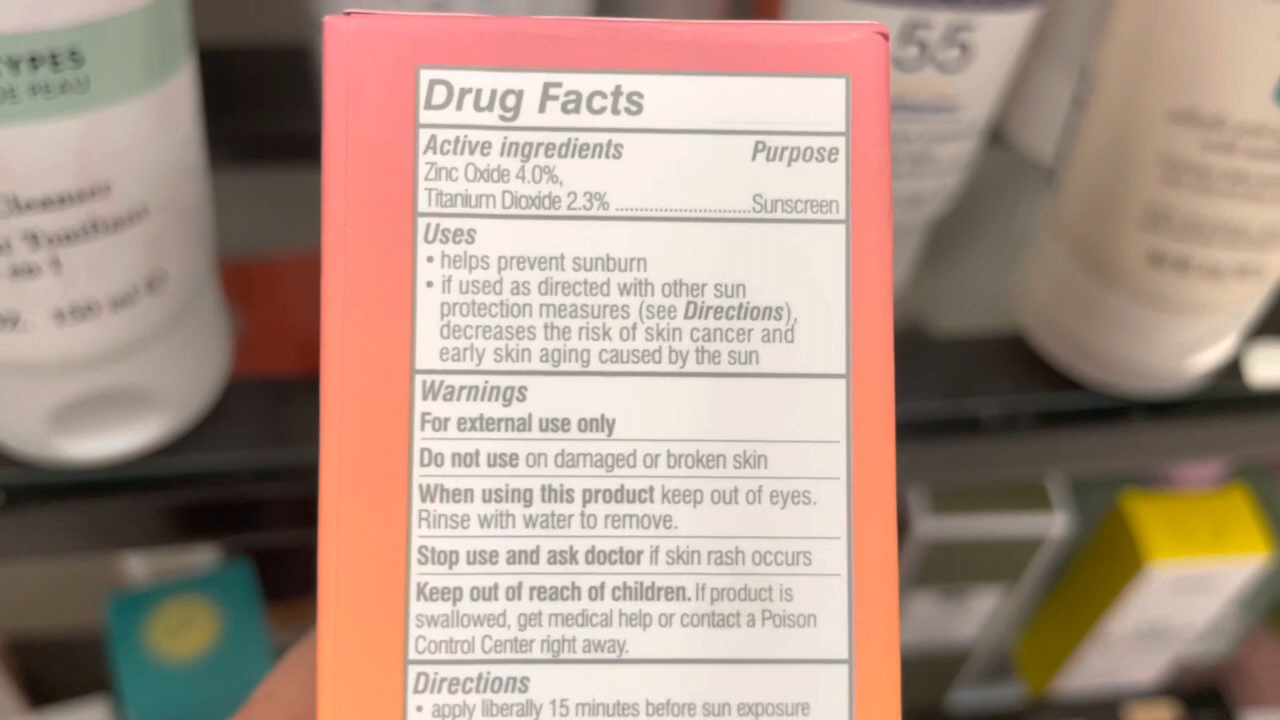 TYPES
DE PEAU
Cleanser
55
Drug Facts
Active ingredients Purpose
Zinc Oxide 4.0%,
Titanium Dioxide 2.3% ............................Sunscreen
Uses
• helps prevent sunburn
• if used as directed with other sun
protection measures (see Directions),
decreases the risk of skin cancer and
early skin aging caused by the sun
Warnings
For external use only
Do not use on damaged or broken skin
When using this product keep out of eyes.
Rinse with water to remove.
Stop use and ask doctor if skin rash occurs
Keep out of reach of children. If product is
swallowed, get medical help or contact a Poison
Control Center right away.
Directions
• apply liberally 15 minutes before sun exposure